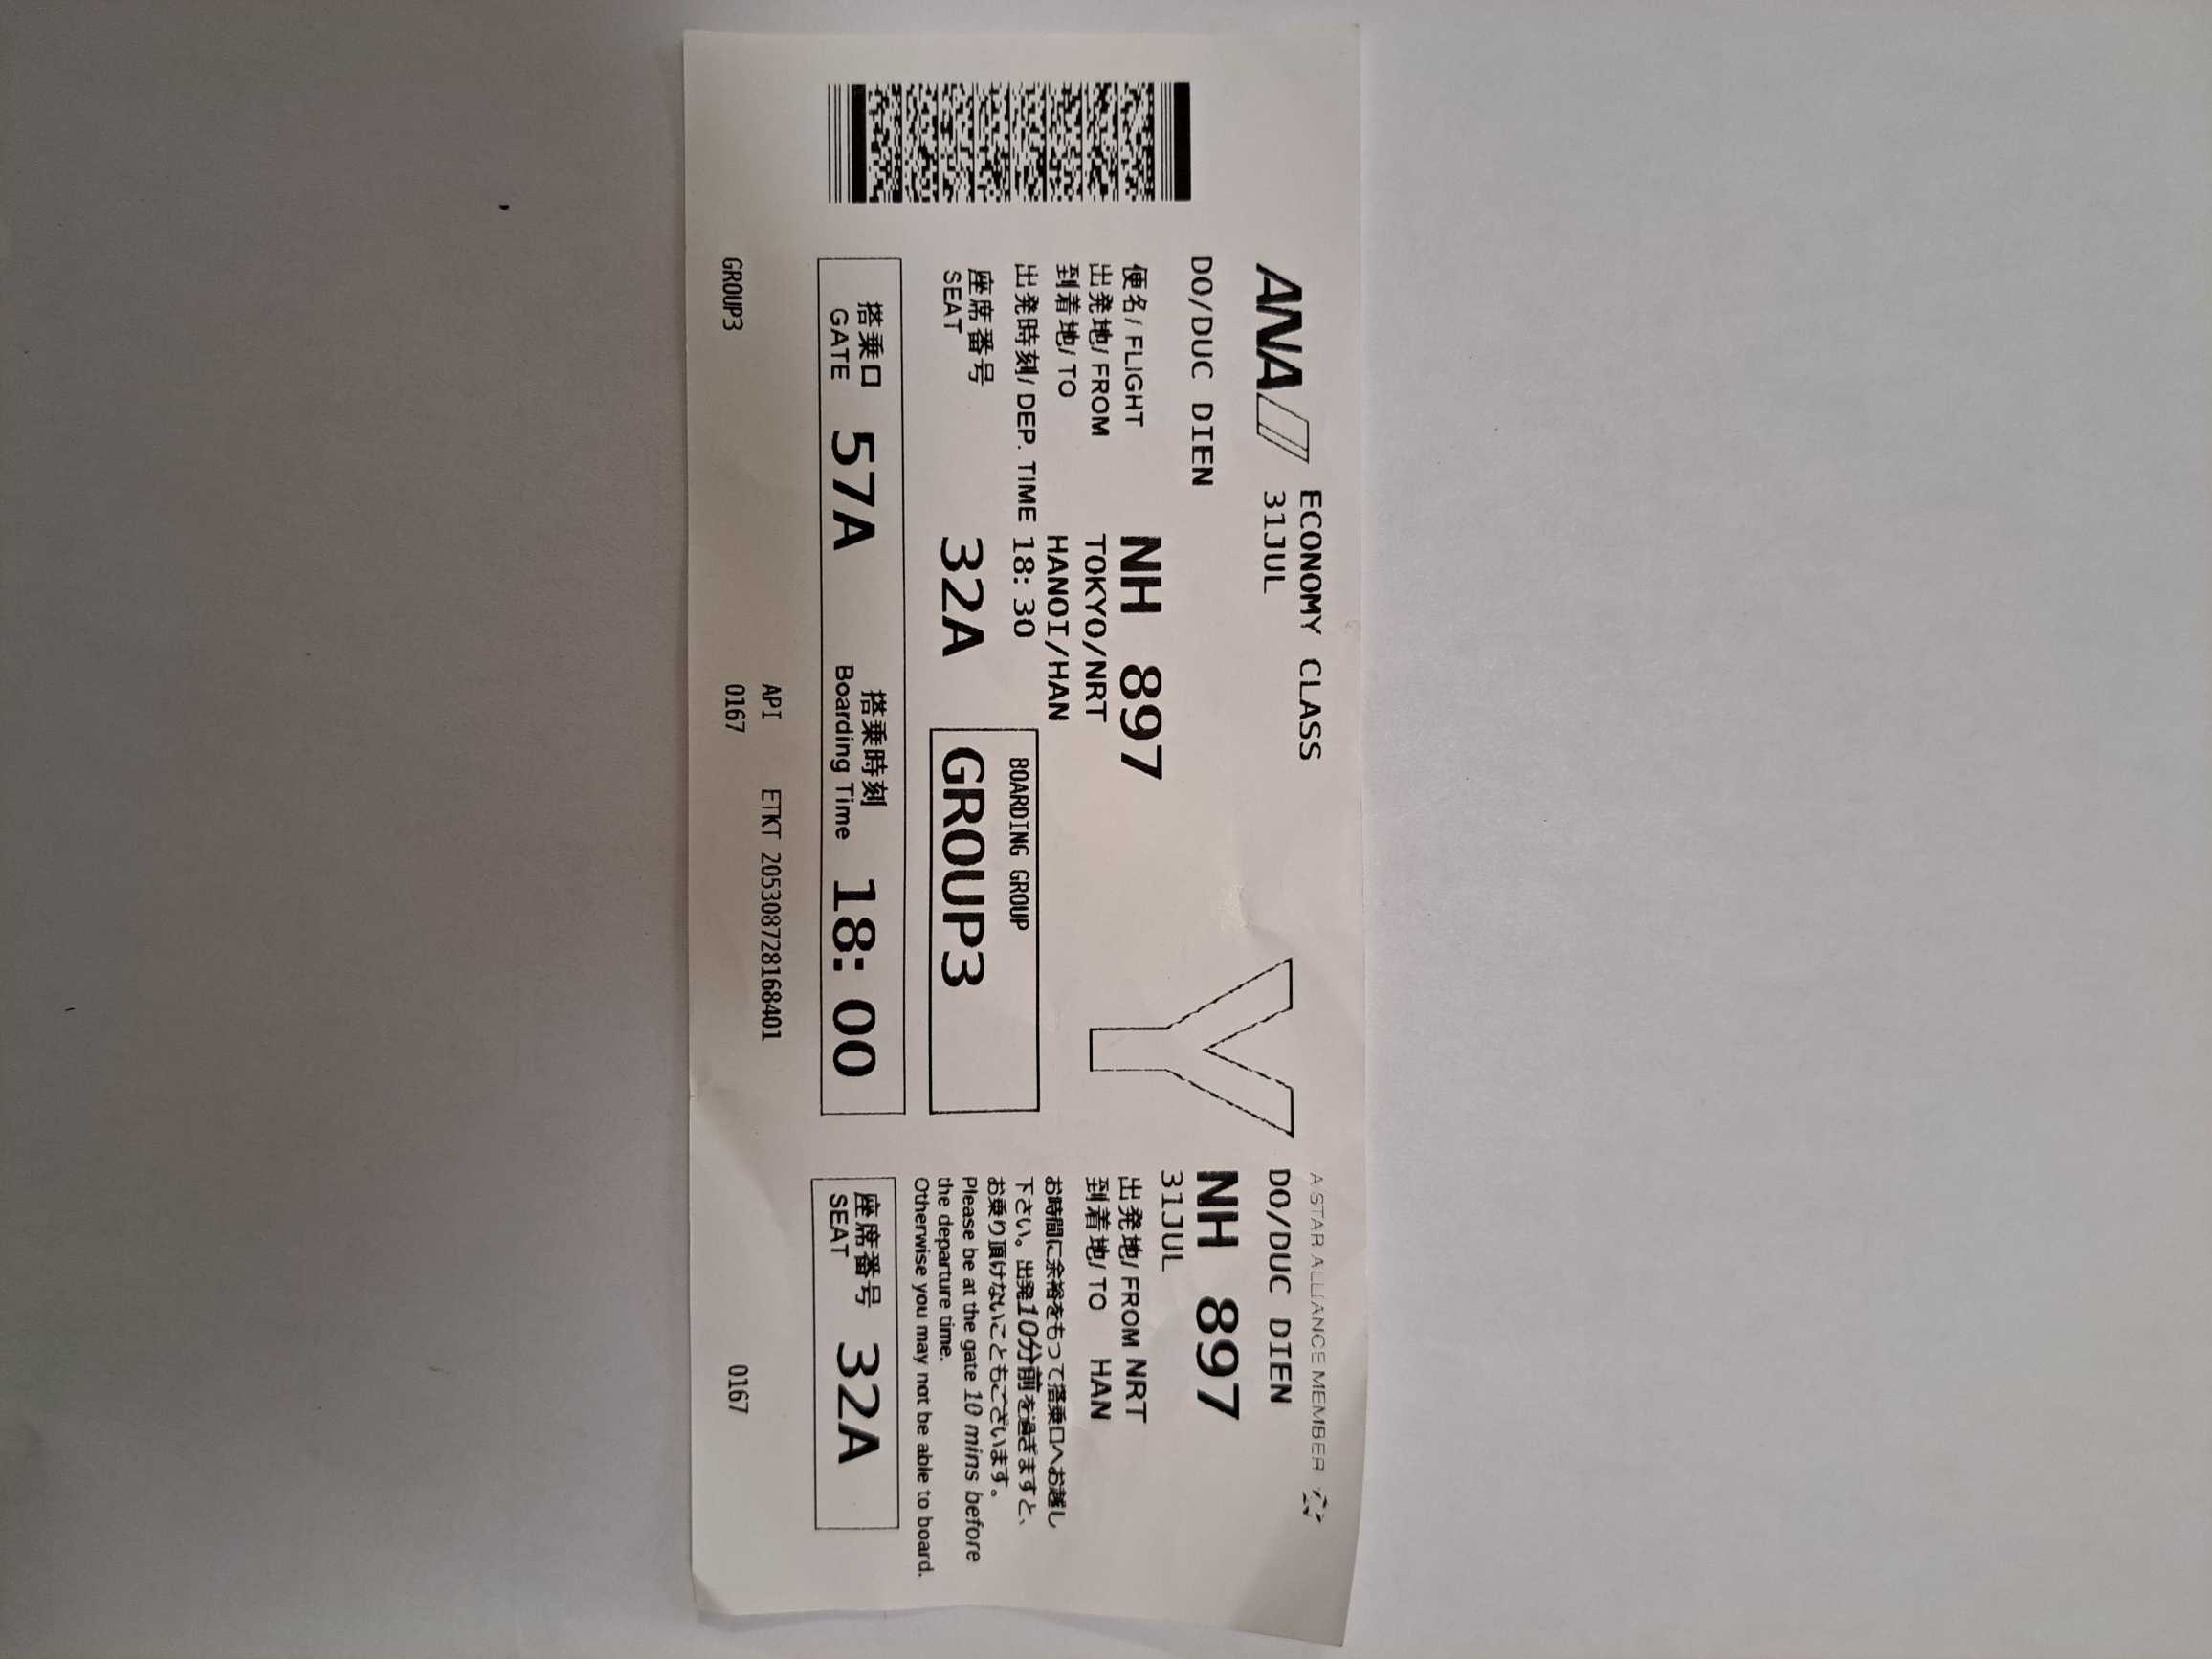 ANA
ECONOMY CLASS
31JUL
DO/DUC DIEN
便名/ FLIGHT NH 897
出発地/ FROM TOKYO/NRT
到着地/ TO HANOI/HAN
出発時刻/ DEP. TIME 18:30
座席番号
SEAT 32A
BOARDING GROUP
GROUP3
Y
搭乗口
GATE 57A
搭乗時刻
Boarding Time 18:00
API ETKT 205308728168401
GROUP3 0167
A STAR ALLIANCE MEMBER
DO/DUC DIEN
NH 897
31JUL
出発地/ FROM NRT
到着地/ TO HAN
お時間に余裕をもって搭乗口へお越し
下さい。出発10分前を過ぎますと、
お乗り頂けないこともございます。
Please be at the gate 10 mins before
the departure time.
Otherwise you may not be able to board.
座席番号
SEAT 32A
0167